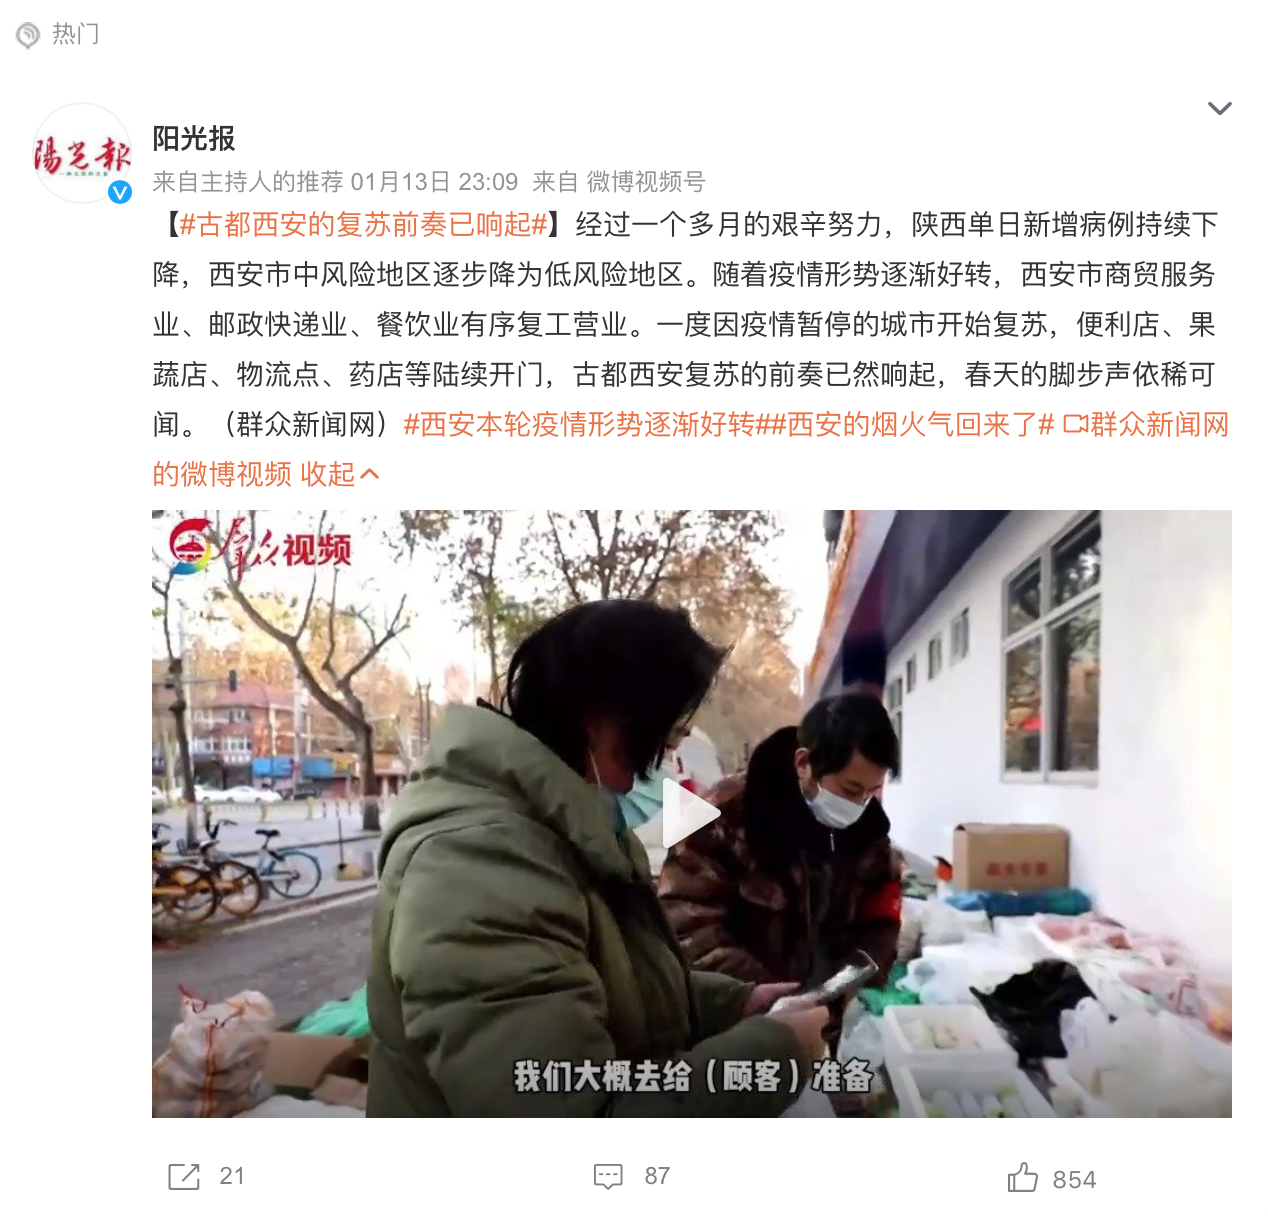 热门
陽光報
阳光报
来自主持人的推荐 01月13日 23:09 来自 微博视频号
【#古都西安的复苏前奏已响起#】经过一个多月的艰辛努力，陕西单日新增病例持续下
降，西安市中风险地区逐步降为低风险地区。随着疫情形势逐渐好转，西安市商贸服务
业、邮政快递业、餐饮业有序复工营业。一度因疫情暂停的城市开始复苏，便利店、果
蔬店、物流点、药店等陆续开门，古都西安复苏的前奏已然响起，春天的脚步声依稀可
闻。（群众新闻网）#西安本轮疫情形势逐渐好转##西安的烟火气回来了# 群众新闻网
的微博视频 收起
群众视频
我们大概去给（顾客）准备
21
87
854